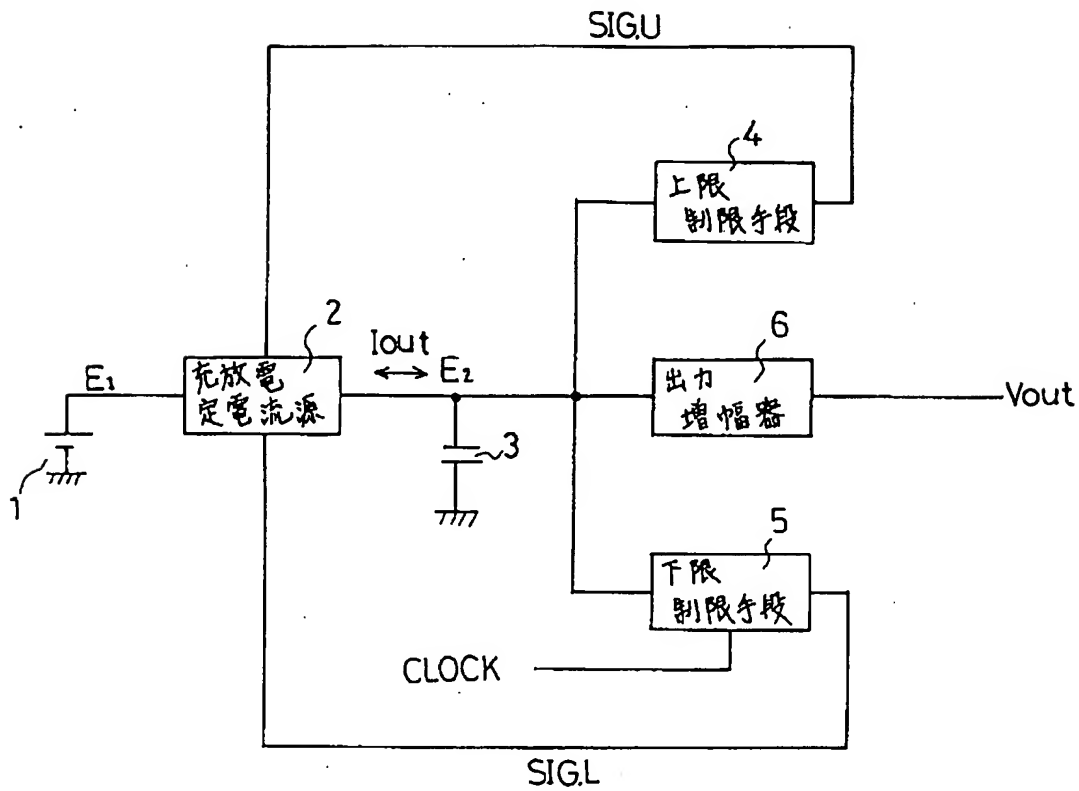 SIG.U
4
上限
制限手段
2
Iout
E₂
6
E₁
充放電
定電流源
出力
増幅器
Vout
3
1
5
下限
制限手段
CLOCK
SIG.L